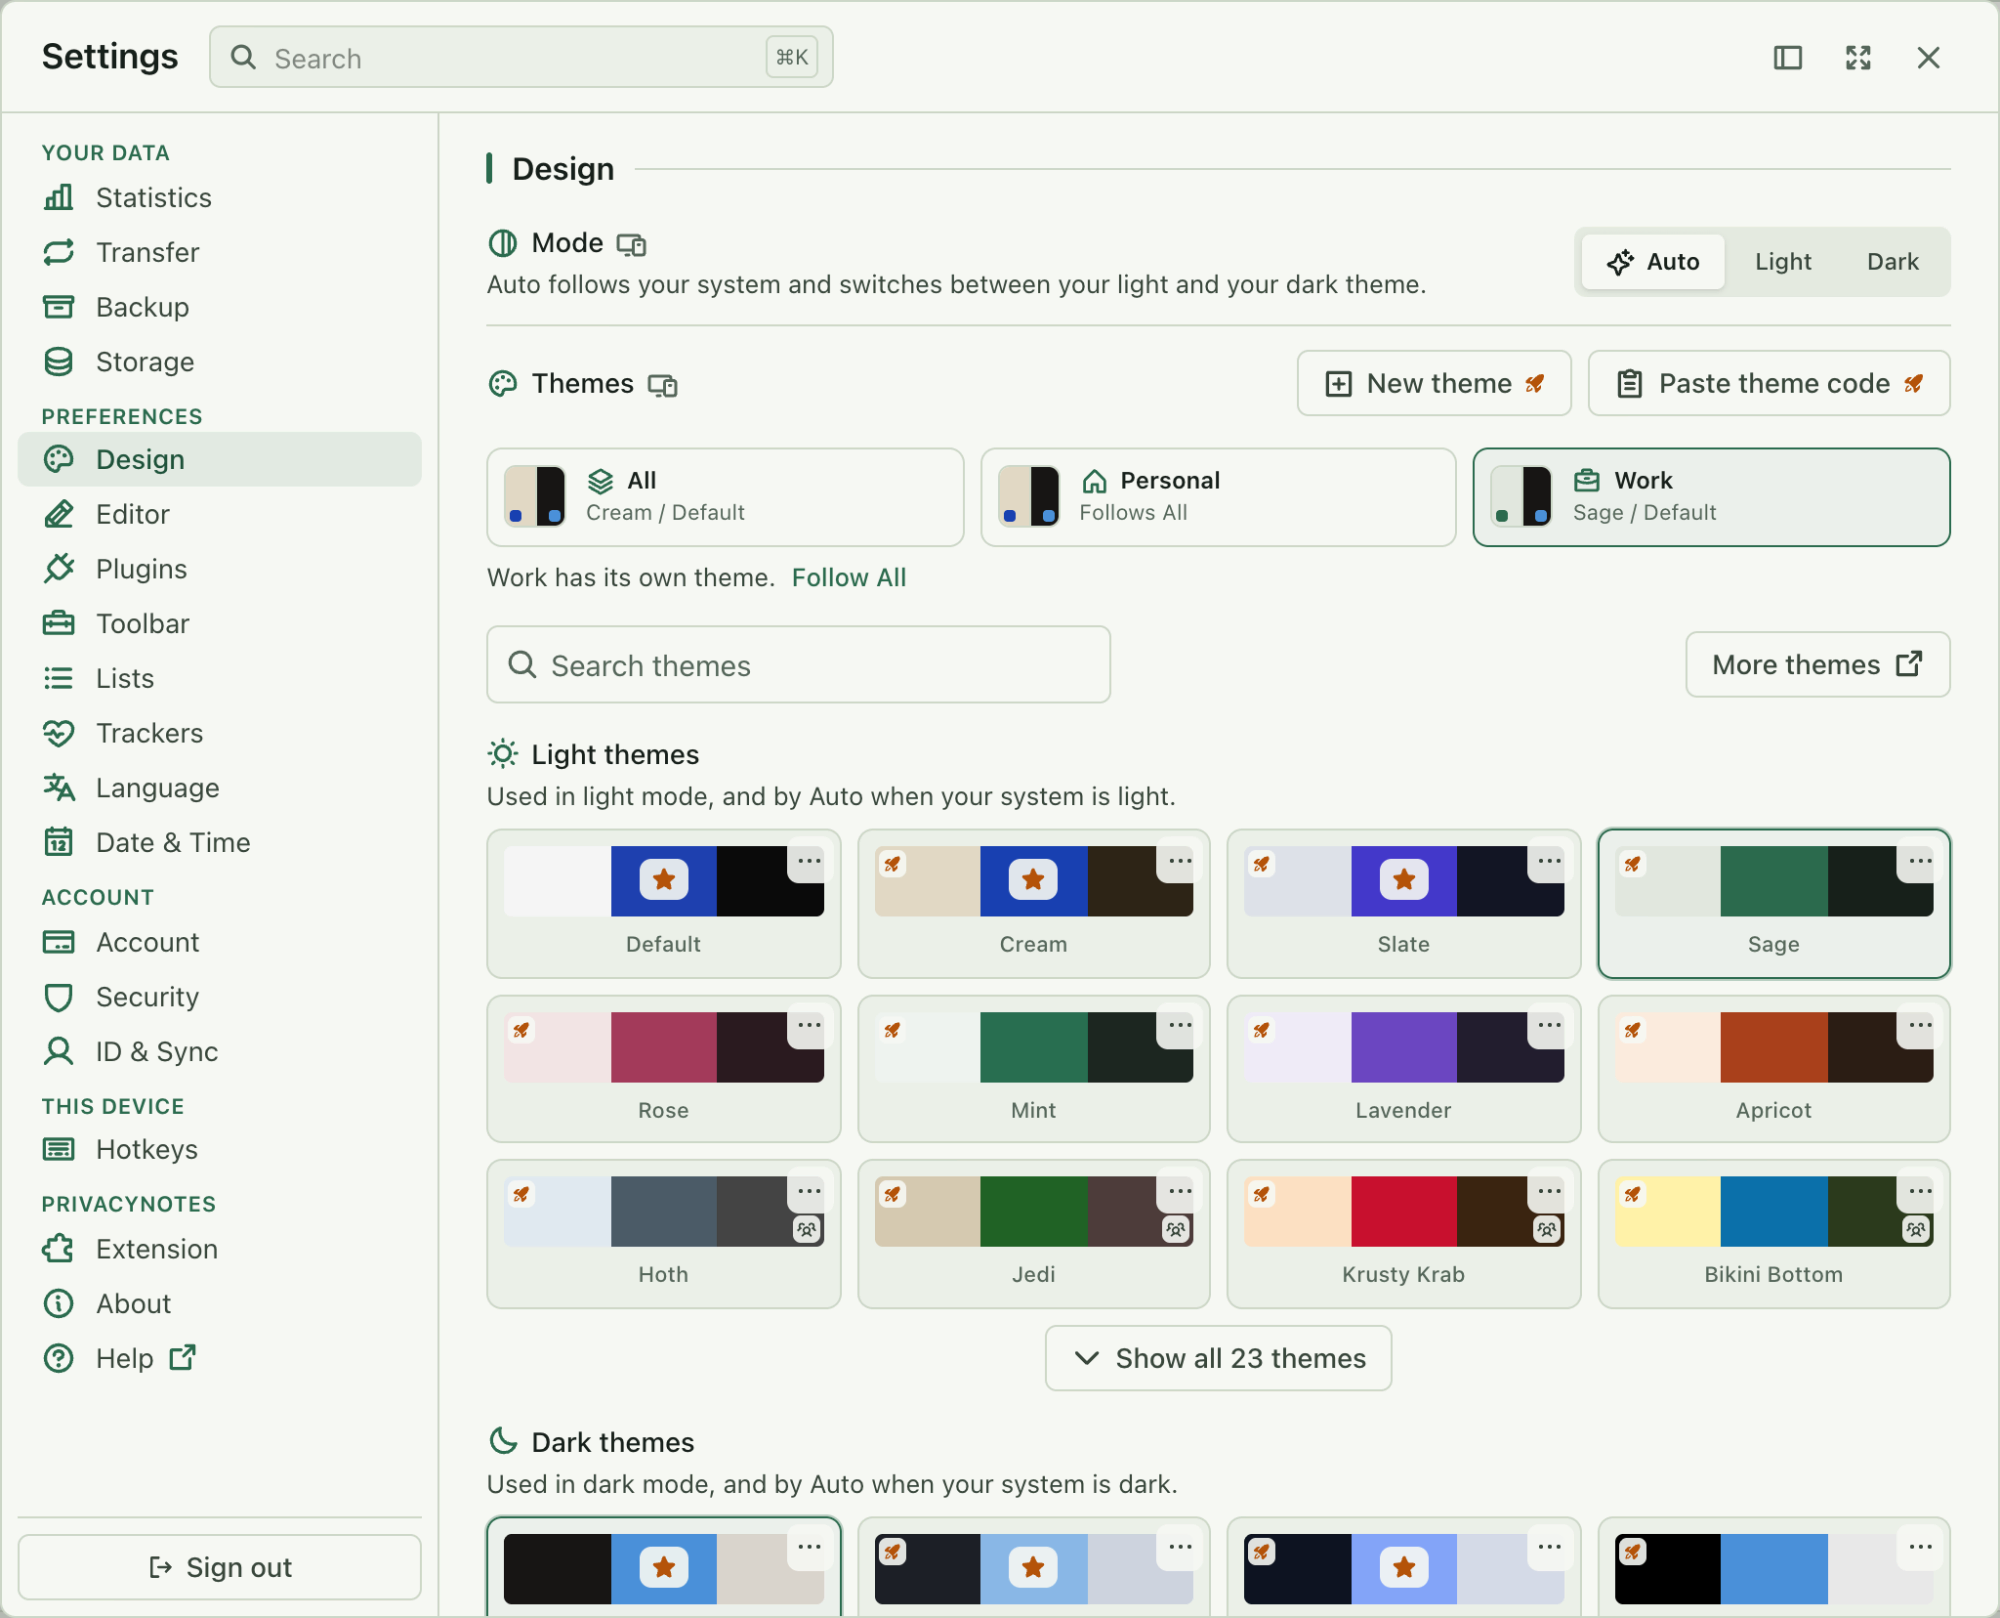 Settings
Search
⌘K
YOUR DATA
Statistics
Transfer
Backup
Storage
PREFERENCES
Design
Editor
Plugins
Toolbar
Lists
Trackers
Language
12
Date & Time
ACCOUNT
Account
Security
ID & Sync
THIS DEVICE
Hotkeys
PRIVACYNOTES
Extension
About
Help
Sign out
Design
Mode
Auto follows your system and switches between your light and your dark theme.
Auto
Light
Dark
Themes
New theme
Paste theme code
All
Cream / Default
Personal
Follows All
Work
Sage / Default
Work has its own theme. Follow All
Search themes
More themes
Light themes
Used in light mode, and by Auto when your system is light.
Default
Cream
Slate
Sage
Rose
Mint
Lavender
Apricot
Hoth
Jedi
Krusty Krab
Bikini Bottom
Show all 23 themes
Dark themes
Used in dark mode, and by Auto when your system is dark.